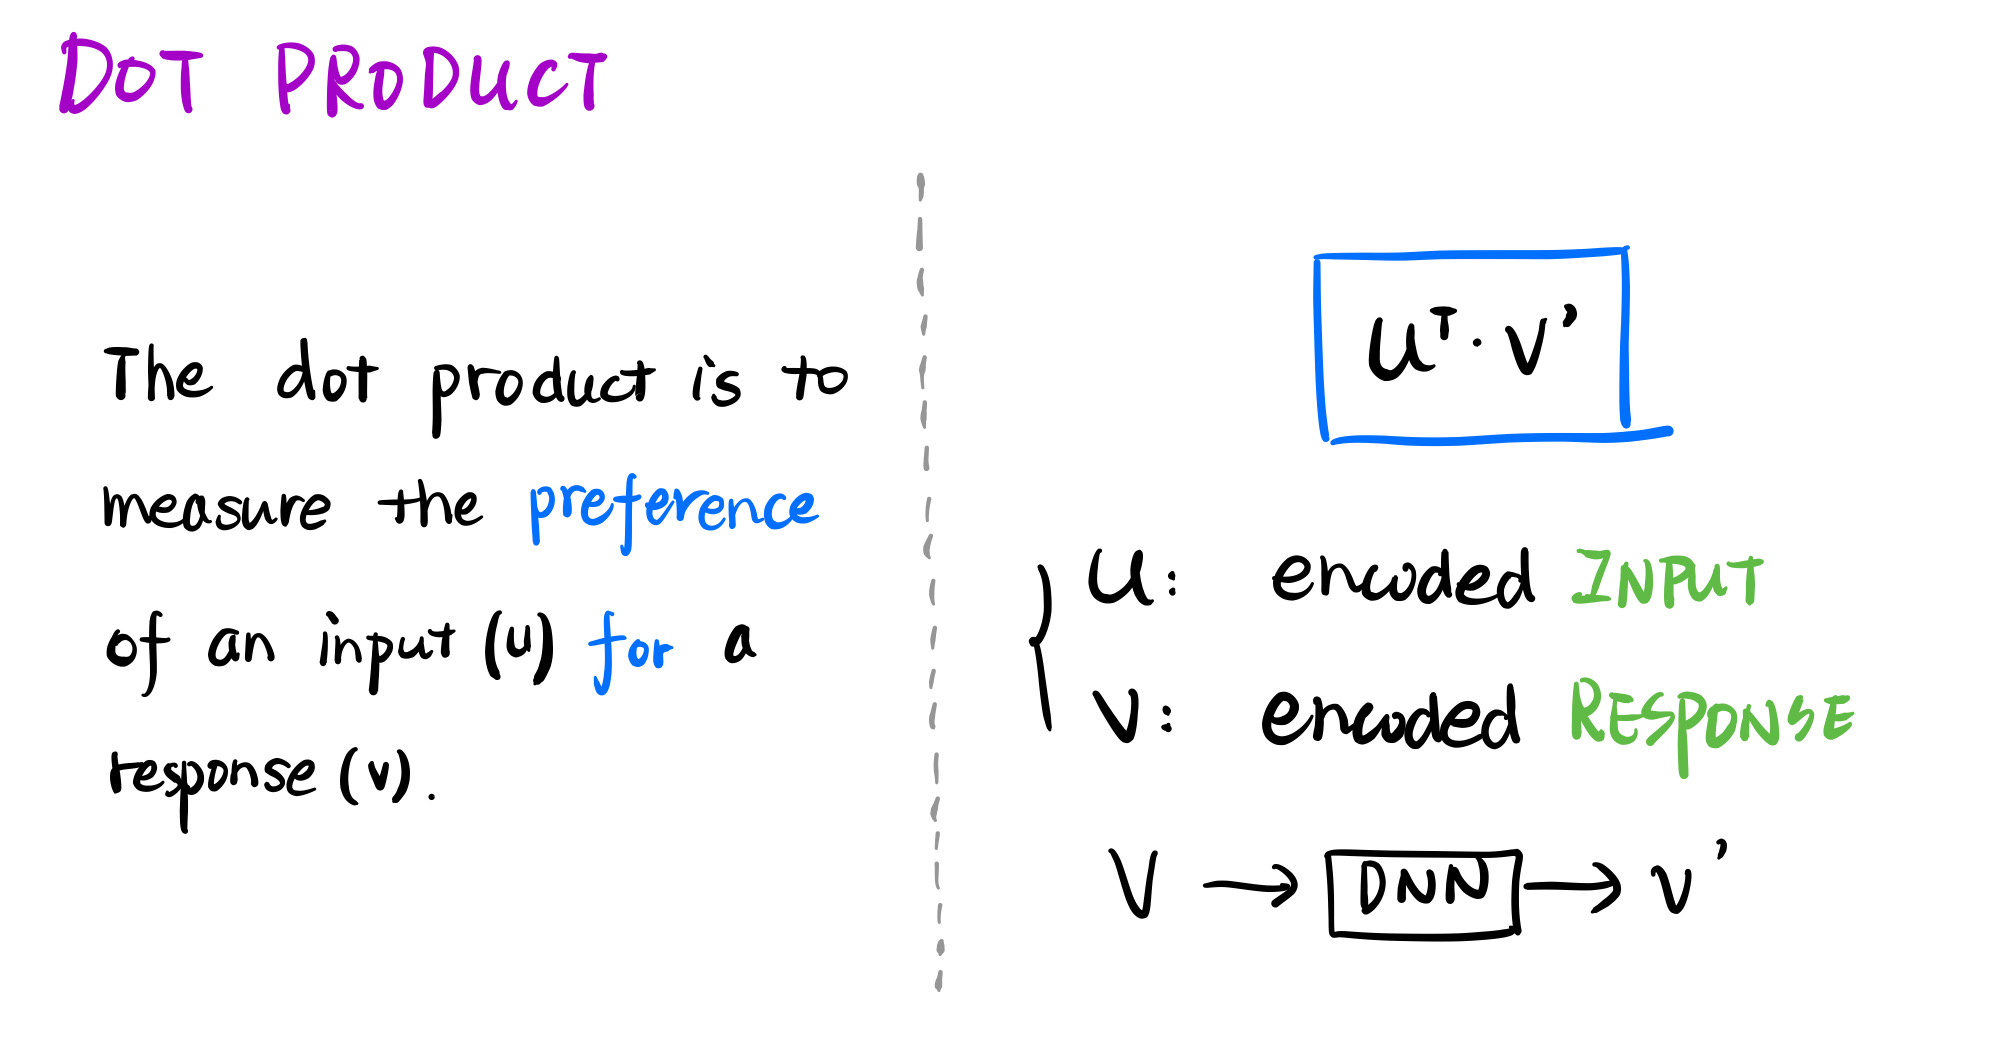 DOT PRODUCT
The dot product is to
measure the preference
of an input (u) for a
response (v).
uᵀ · v'
u: encoded INPUT
v: encoded RESPONSE
V → DNN → v'